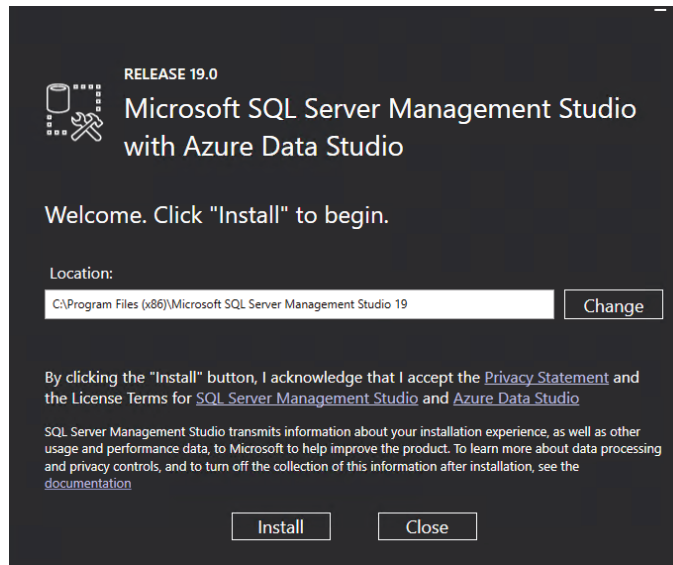 RELEASE 19.0
Microsoft SQL Server Management Studio
with Azure Data Studio
Welcome. Click "Install" to begin.
Location:
C:\Program Files (x86)\Microsoft SQL Server Management Studio 19
Change
By clicking the "Install" button, I acknowledge that I accept the Privacy Statement and
the License Terms for SQL Server Management Studio and Azure Data Studio
SQL Server Management Studio transmits information about your installation experience, as well as other
usage and performance data, to Microsoft to help improve the product. To learn more about data processing
and privacy controls, and to turn off the collection of this information after installation, see the
documentation
Install
Close